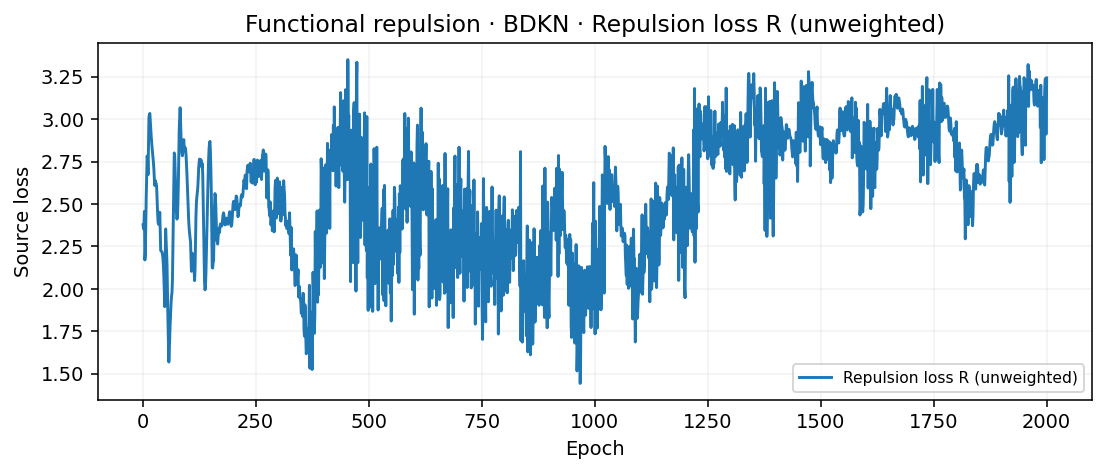 Functional repulsion · BDKN · Repulsion loss R (unweighted)
Source loss
3.25
3.00
2.75
2.50
2.25
2.00
1.75
1.50
Repulsion loss R (unweighted)
0 250 500 750 1000 1250 1500 1750 2000
Epoch